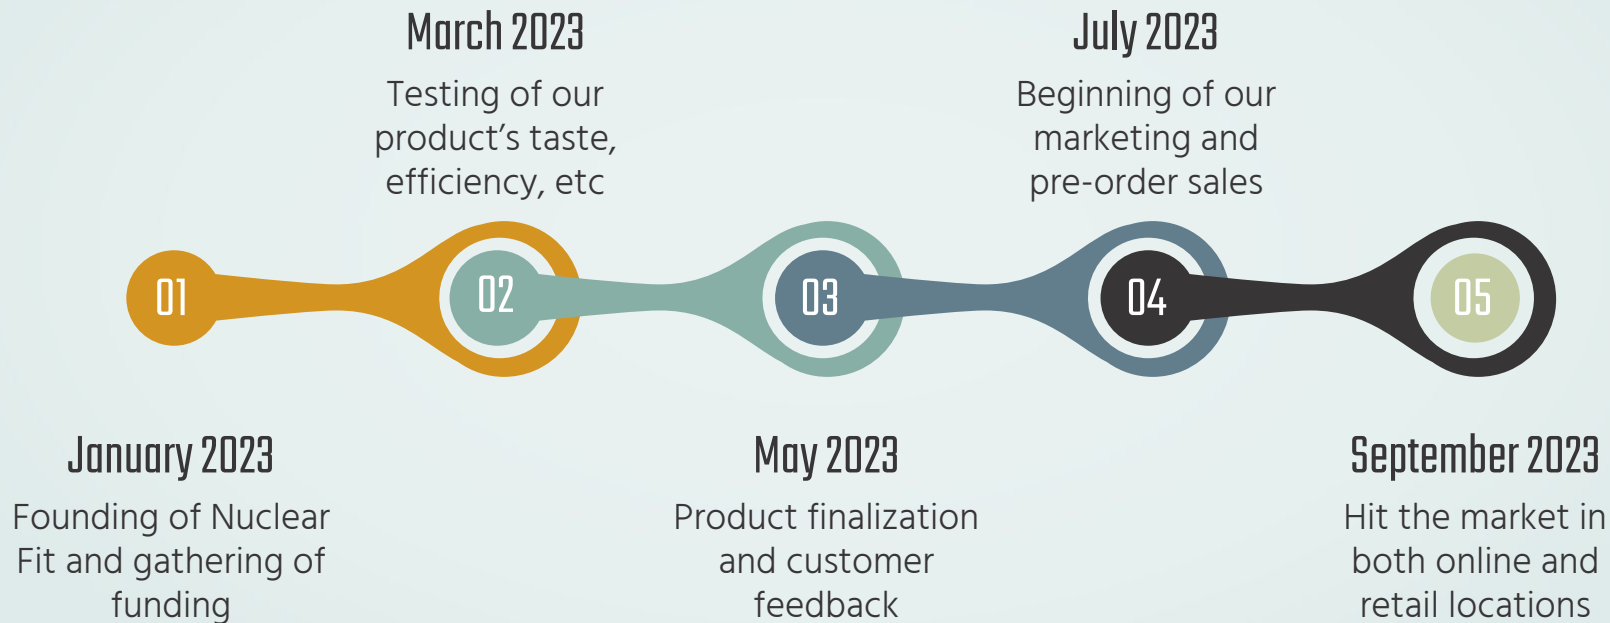 March 2023
Testing of our
product's taste,
efficiency, etc
July 2023
Beginning of our
marketing and
pre-order sales
01
02
03
04
05
January 2023
Founding of Nuclear
Fit and gathering of
funding
May 2023
Product finalization
and customer
feedback
September 2023
Hit the market in
both online and
retail locations